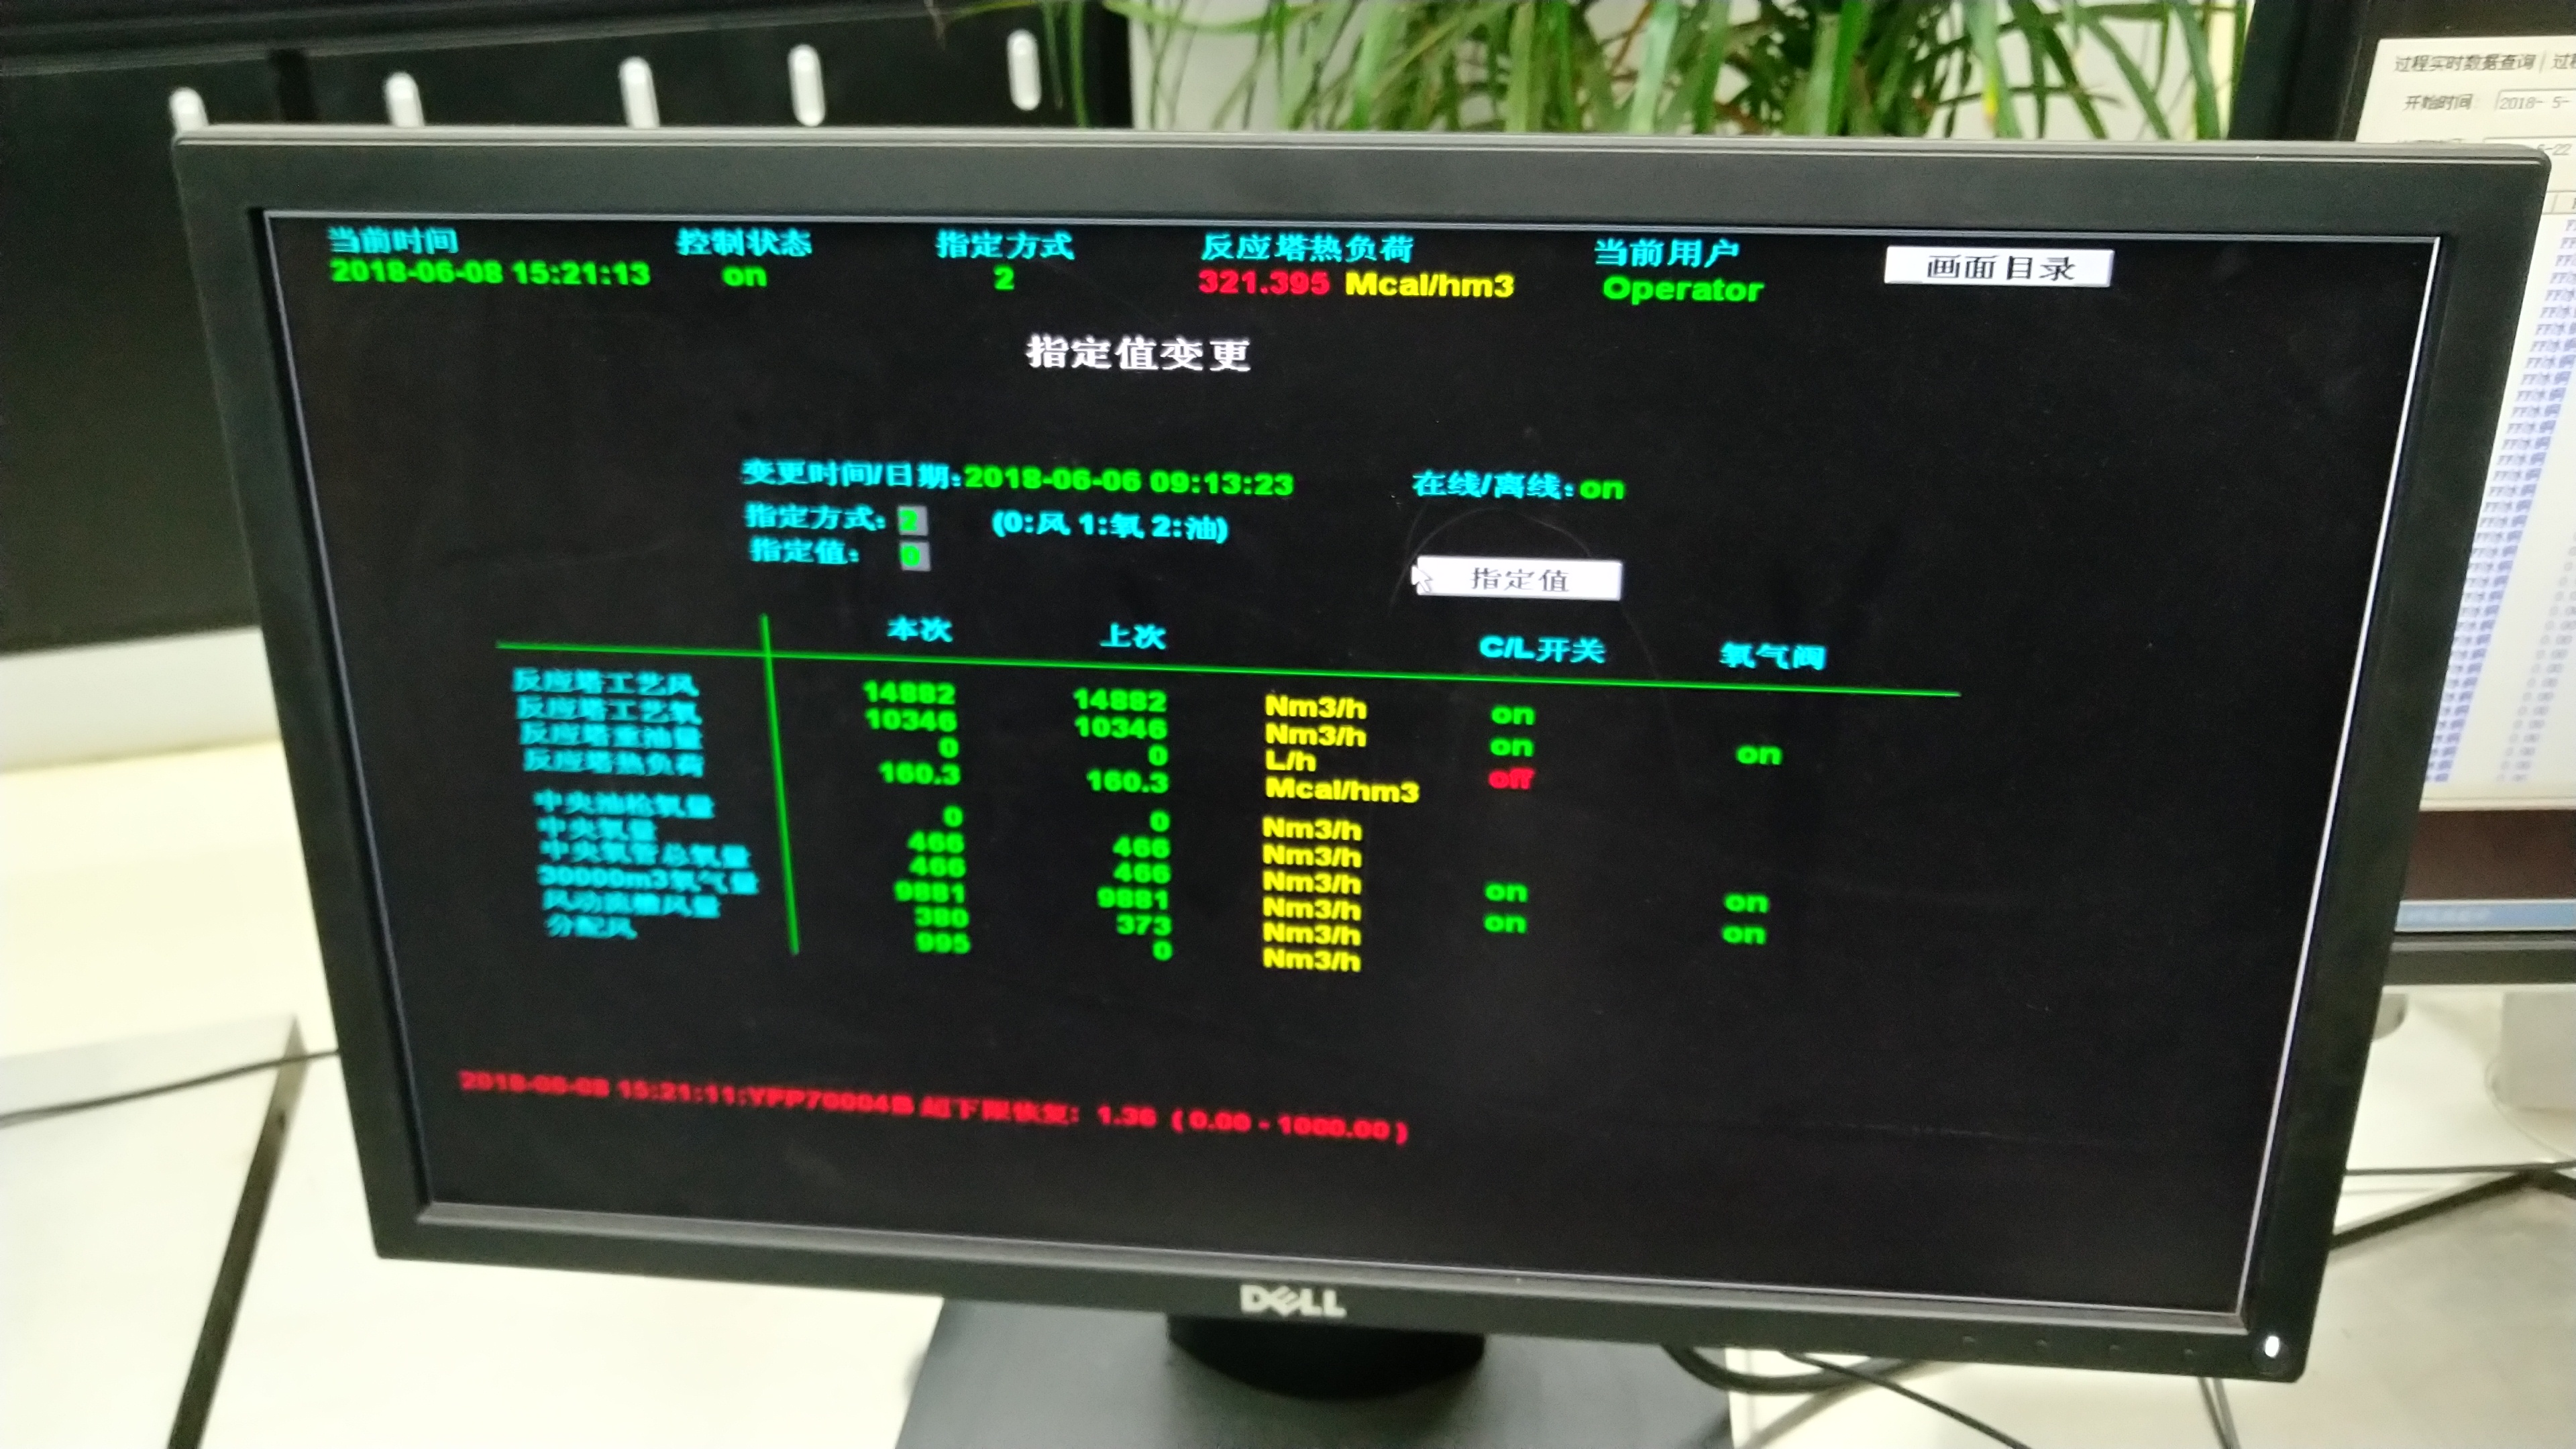 当前时间 控制状态 指定方式 反应塔热负荷 当前用户 画面目录
2018-06-08 15:21:13 on 2 321.395 Mcal/hm3 Operator
指定值变更
变更时间/日期:2018-06-06 09:13:23 在线/离线:on
指定方式: 2 (0:风 1:氧 2:油)
指定值: 0 指定值
本次 上次 C/L开关 氧气阀
反应塔工艺风 14882 14882 Nm3/h on
反应塔工艺氧 10346 10346 Nm3/h on on
反应塔重油量 0 0 L/h off
反应塔热负荷 160.3 160.3 Mcal/hm3
中央油枪氧量 0 0 Nm3/h
中央氧量 466 466 Nm3/h
中央氧管总氧量 466 466 Nm3/h on on
30000m3氧气量 9881 9881 Nm3/h on on
风动流槽风量 380 373 Nm3/h
分配风 995 0 Nm3/h
2018-06-08 15:21:11:YFP70004B 超下限恢复: 1.36 ( 0.00 - 1000.00 )
DELL
过程实时数据查询
开始时间 2018- 5-